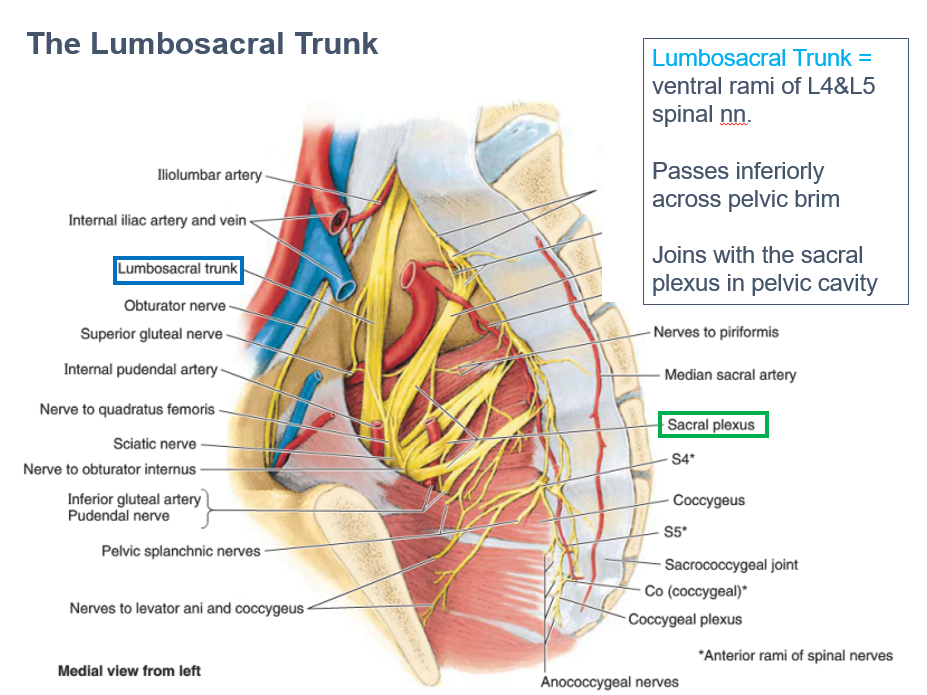 The Lumbosacral Trunk
Lumbosacral Trunk =
ventral rami of L4&L5
spinal nn.
Passes inferiorly
across pelvic brim
Joins with the sacral
plexus in pelvic cavity
Iliolumbar artery
Internal iliac artery and vein
Lumbosacral trunk
Obturator nerve
Superior gluteal nerve
Internal pudendal artery
Nerve to quadratus femoris
Sciatic nerve
Nerve to obturator internus
Inferior gluteal artery
Pudendal nerve
Pelvic splanchnic nerves
Nerves to levator ani and coccygeus
Medial view from left
Nerves to piriformis
Median sacral artery
Sacral plexus
S4*
Coccygeus
S5*
Sacrococcygeal joint
Co (coccygeal)*
Coccygeal plexus
*Anterior rami of spinal nerves
Anococcygeal nerves